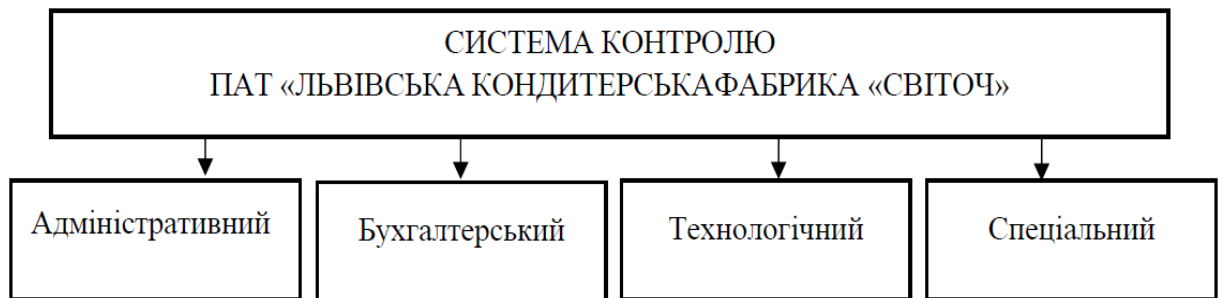 СИСТЕМА КОНТРОЛЮ
ПАТ «ЛЬВІВСЬКА КОНДИТЕРСЬКАФАБРИКА «СВІТОЧ»
Адміністративний
Бухгалтерський
Технологічний
Спеціальний